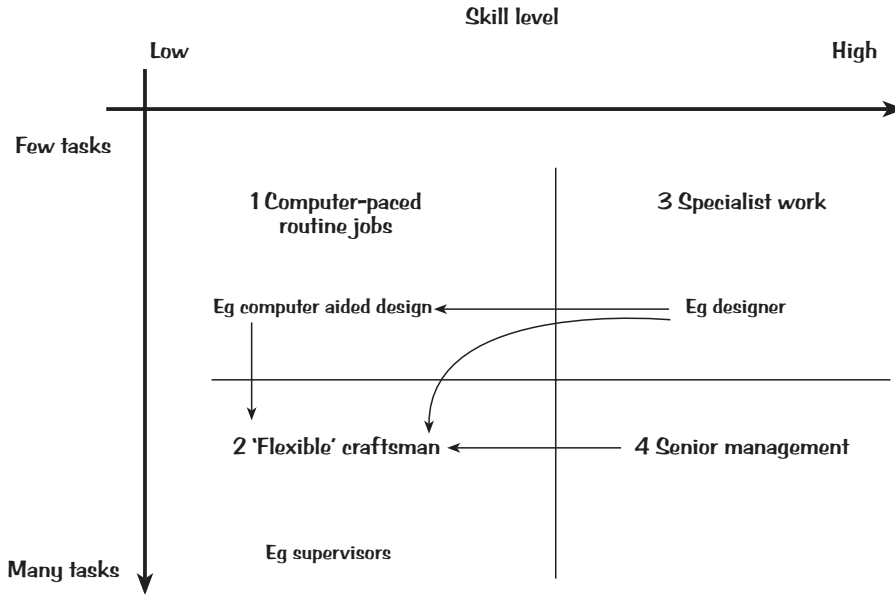 Skill level
Low
High
Few tasks
1 Computer-paced
routine jobs
3 Specialist work
Eg computer aided design
Eg designer
2 ‘Flexible’ craftsman
4 Senior management
Eg supervisors
Many tasks